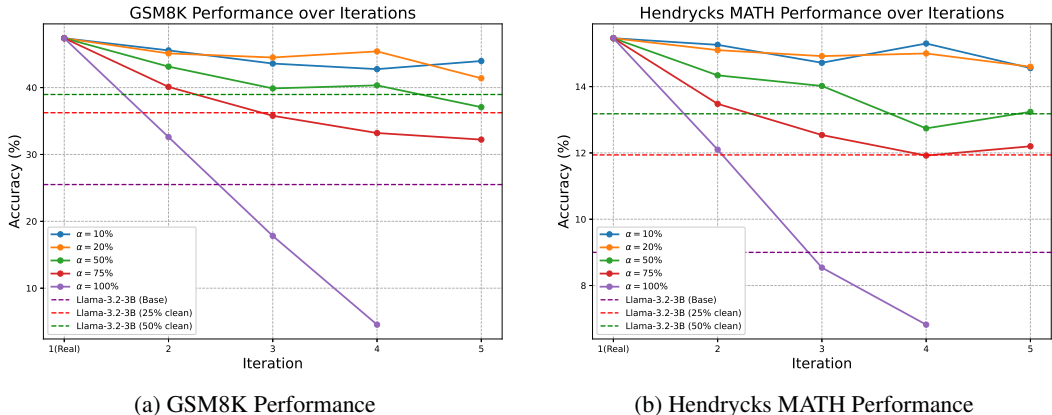 GSM8K Performance over Iterations
Accuracy (%)
40
30
20
10
α = 10%
α = 20%
α = 50%
α = 75%
α = 100%
Llama-3.2-3B (Base)
Llama-3.2-3B (25% clean)
Llama-3.2-3B (50% clean)
1(Real) 2 3 4 5
Iteration
(a) GSM8K Performance
Hendrycks MATH Performance over Iterations
Accuracy (%)
14
12
10
8
α = 10%
α = 20%
α = 50%
α = 75%
α = 100%
Llama-3.2-3B (Base)
Llama-3.2-3B (25% clean)
Llama-3.2-3B (50% clean)
1(Real) 2 3 4 5
Iteration
(b) Hendrycks MATH Performance